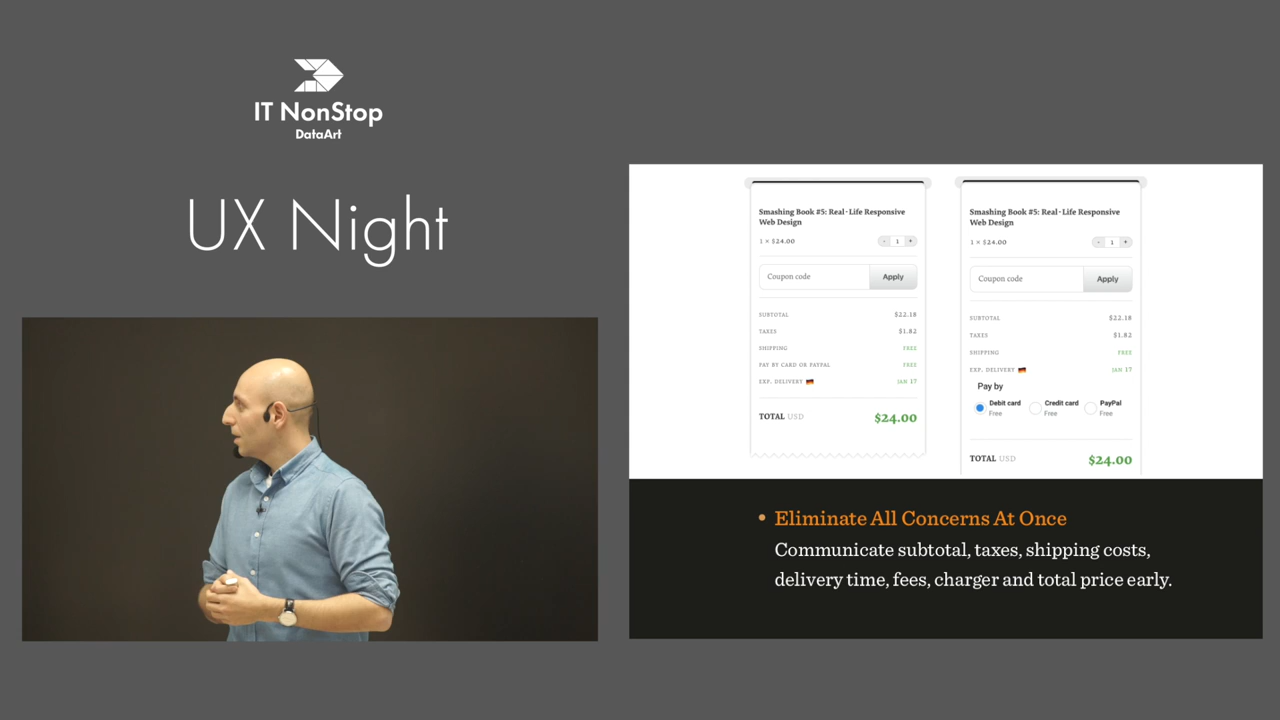 IT NonStop
DataArt
UX Night
Smashing Book #5: Real-Life Responsive
Web Design
1 × $24.00
- 1 +
Coupon code
Apply
SUBTOTAL $22.18
TAXES $1.82
SHIPPING FREE
PAY BY CARD OR PAYPAL FREE
EXP. DELIVERY JAN 17
TOTAL USD $24.00
Smashing Book #5: Real-Life Responsive
Web Design
1 × $24.00
- 1 +
Coupon code
Apply
SUBTOTAL $22.18
TAXES $1.82
SHIPPING FREE
EXP. DELIVERY JAN 17
Pay by
Debit card Credit card PayPal
Free Free Free
TOTAL USD $24.00
• Eliminate All Concerns At Once
Communicate subtotal, taxes, shipping costs,
delivery time, fees, charger and total price early.